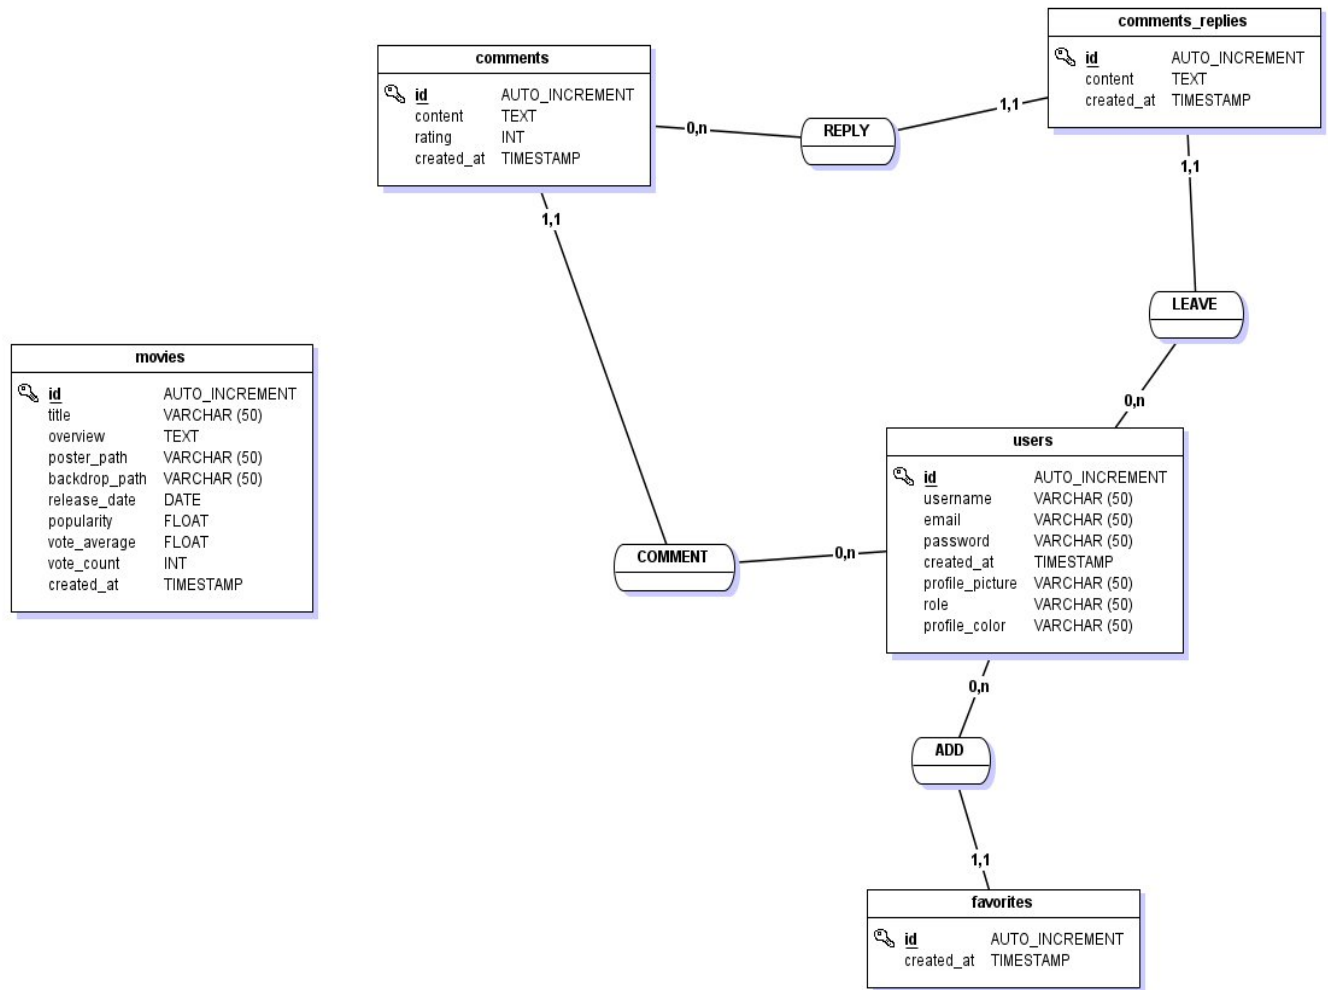 comments
id AUTO_INCREMENT
content TEXT
rating INT
created_at TIMESTAMP
1,1
0,n
REPLY
1,1
comments_replies
id AUTO_INCREMENT
content TEXT
created_at TIMESTAMP
1,1
LEAVE
0,n
movies
id AUTO_INCREMENT
title VARCHAR (50)
overview TEXT
poster_path VARCHAR (50)
backdrop_path VARCHAR (50)
release_date DATE
popularity FLOAT
vote_average FLOAT
vote_count INT
created_at TIMESTAMP
COMMENT
0,n
users
id AUTO_INCREMENT
username VARCHAR (50)
email VARCHAR (50)
password VARCHAR (50)
created_at TIMESTAMP
profile_picture VARCHAR (50)
role VARCHAR (50)
profile_color VARCHAR (50)
0,n
ADD
1,1
favorites
id AUTO_INCREMENT
created_at TIMESTAMP